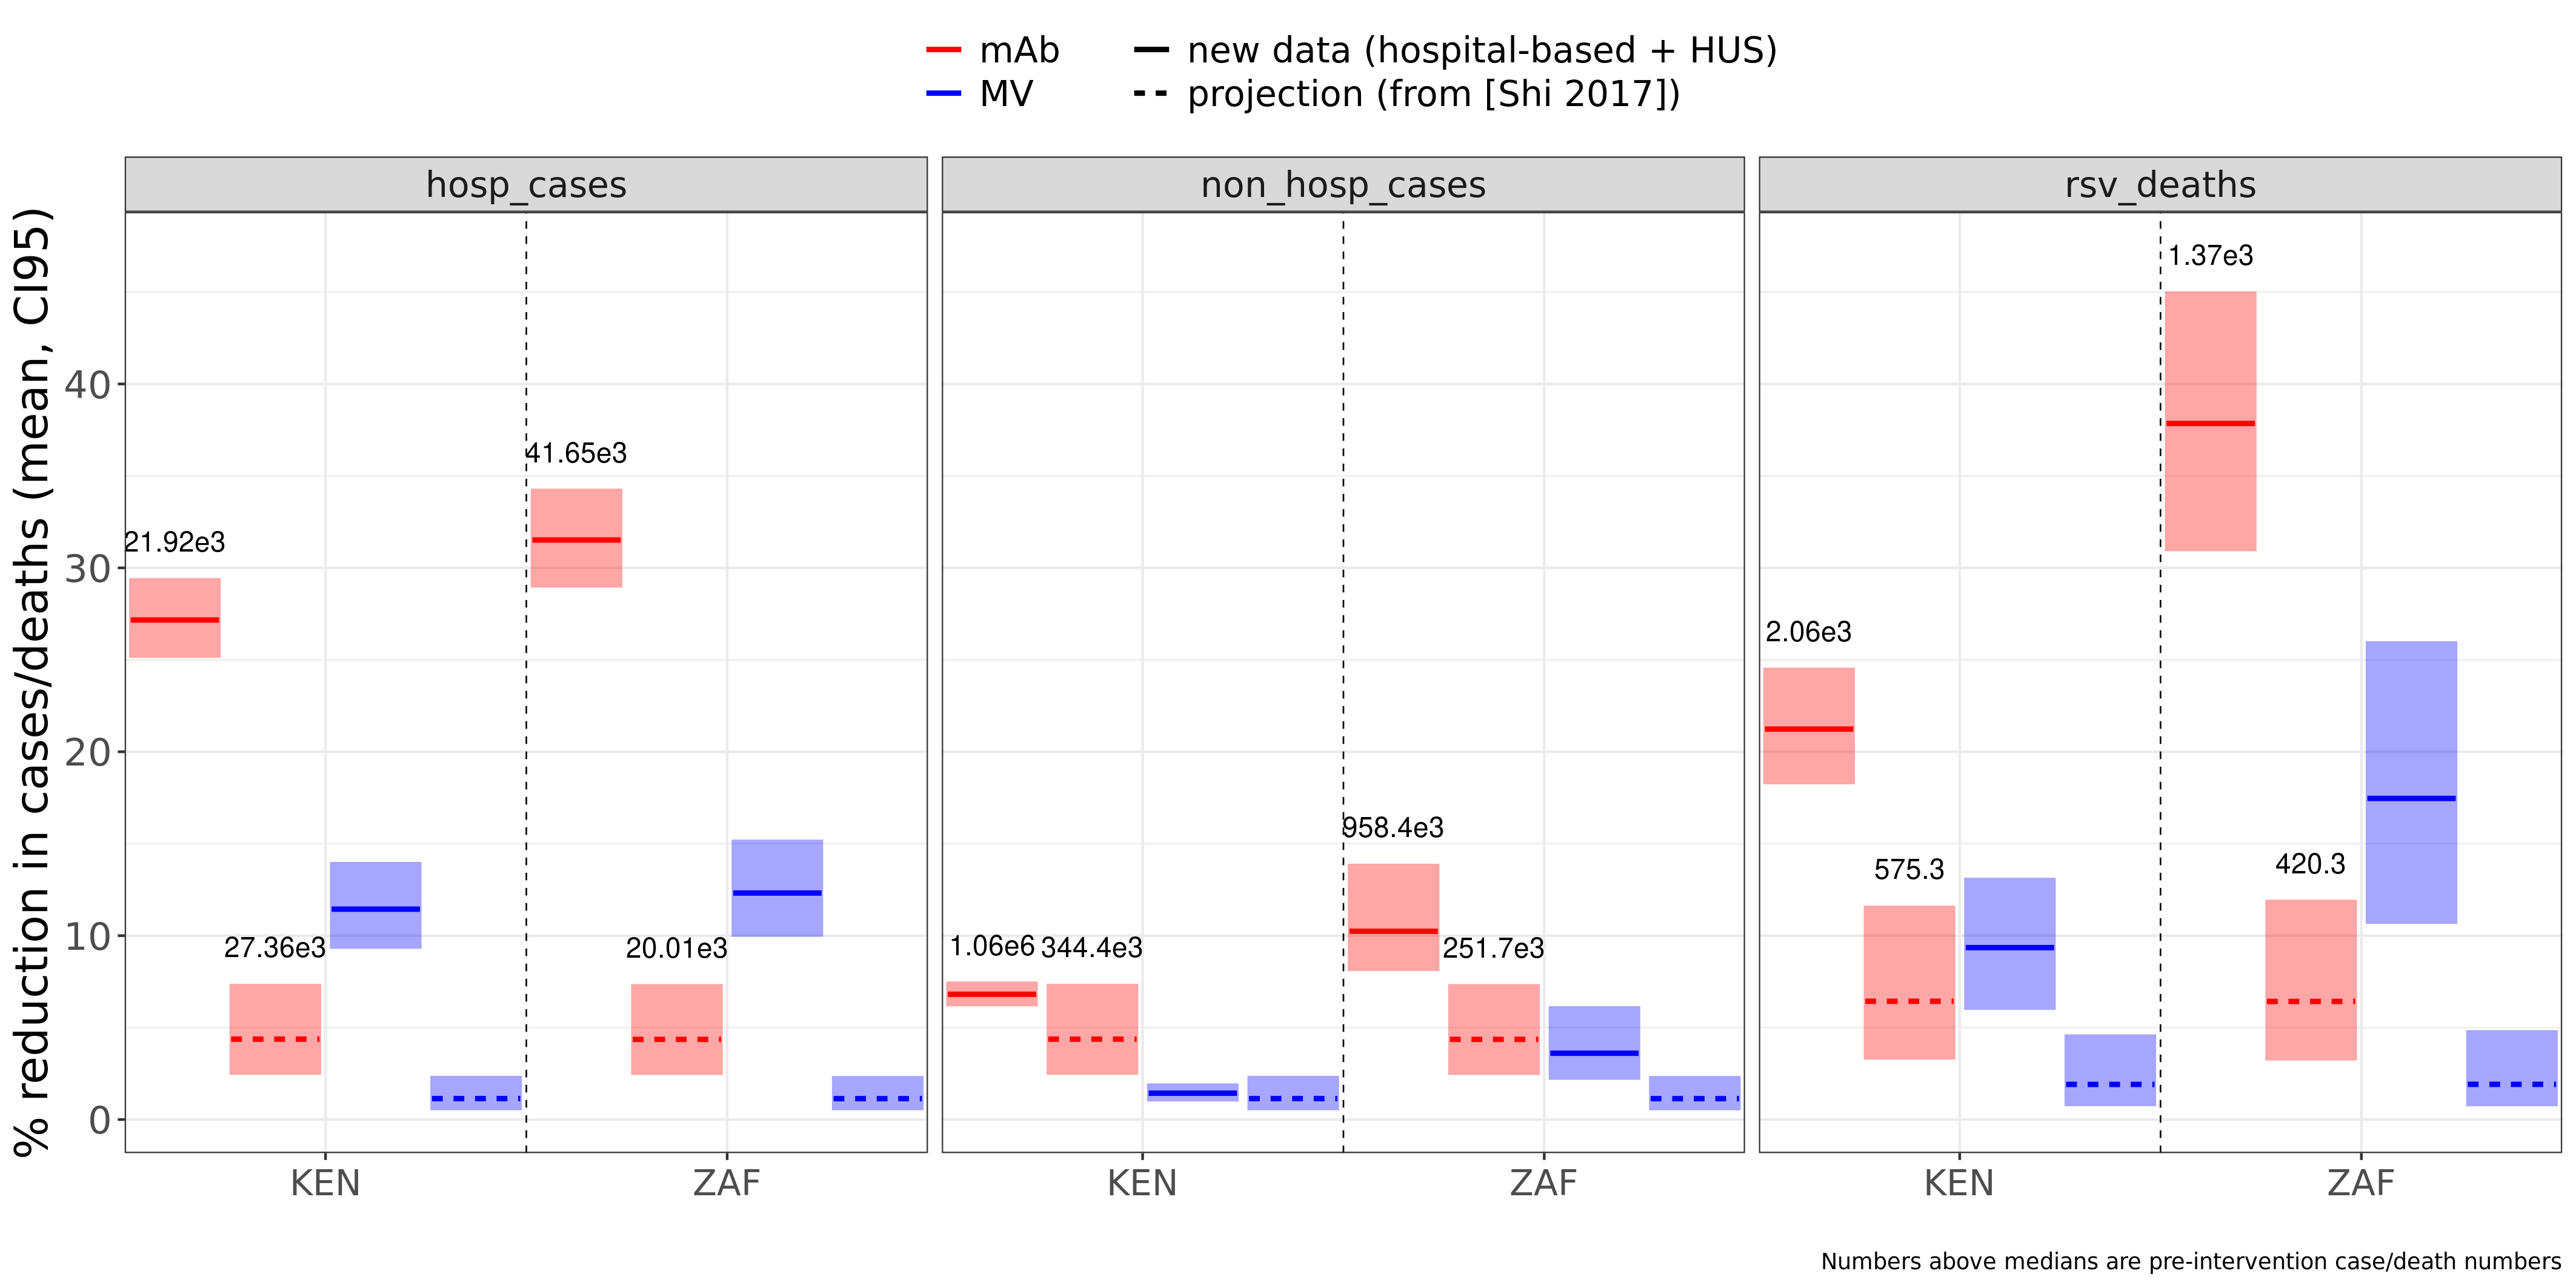 mAb
new data (hospital-based + HUS)
MV
projection (from [Shi 2017])
hosp_cases
non_hosp_cases
rsv_deaths
% reduction in cases/deaths (mean, CI95)
40
30
20
10
0
21.92e3
27.36e3
41.65e3
20.01e3
1.06e6
344.4e3
958.4e3
251.7e3
2.06e3
575.3
1.37e3
420.3
KEN
ZAF
KEN
ZAF
KEN
ZAF
Numbers above medians are pre-intervention case/death numbers